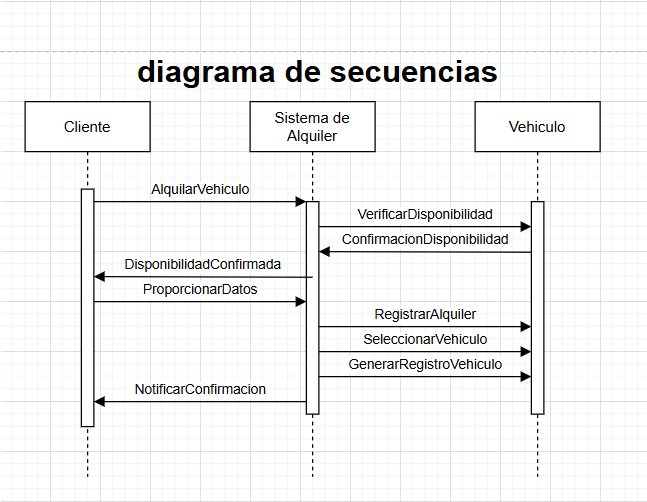 diagrama de secuencias
Cliente
Sistema de
Alquiler
Vehiculo
AlquilarVehiculo
VerificarDisponibilidad
ConfirmacionDisponibilidad
DisponibilidadConfirmada
ProporcionarDatos
RegistrarAlquiler
SeleccionarVehiculo
GenerarRegistroVehiculo
NotificarConfirmacion